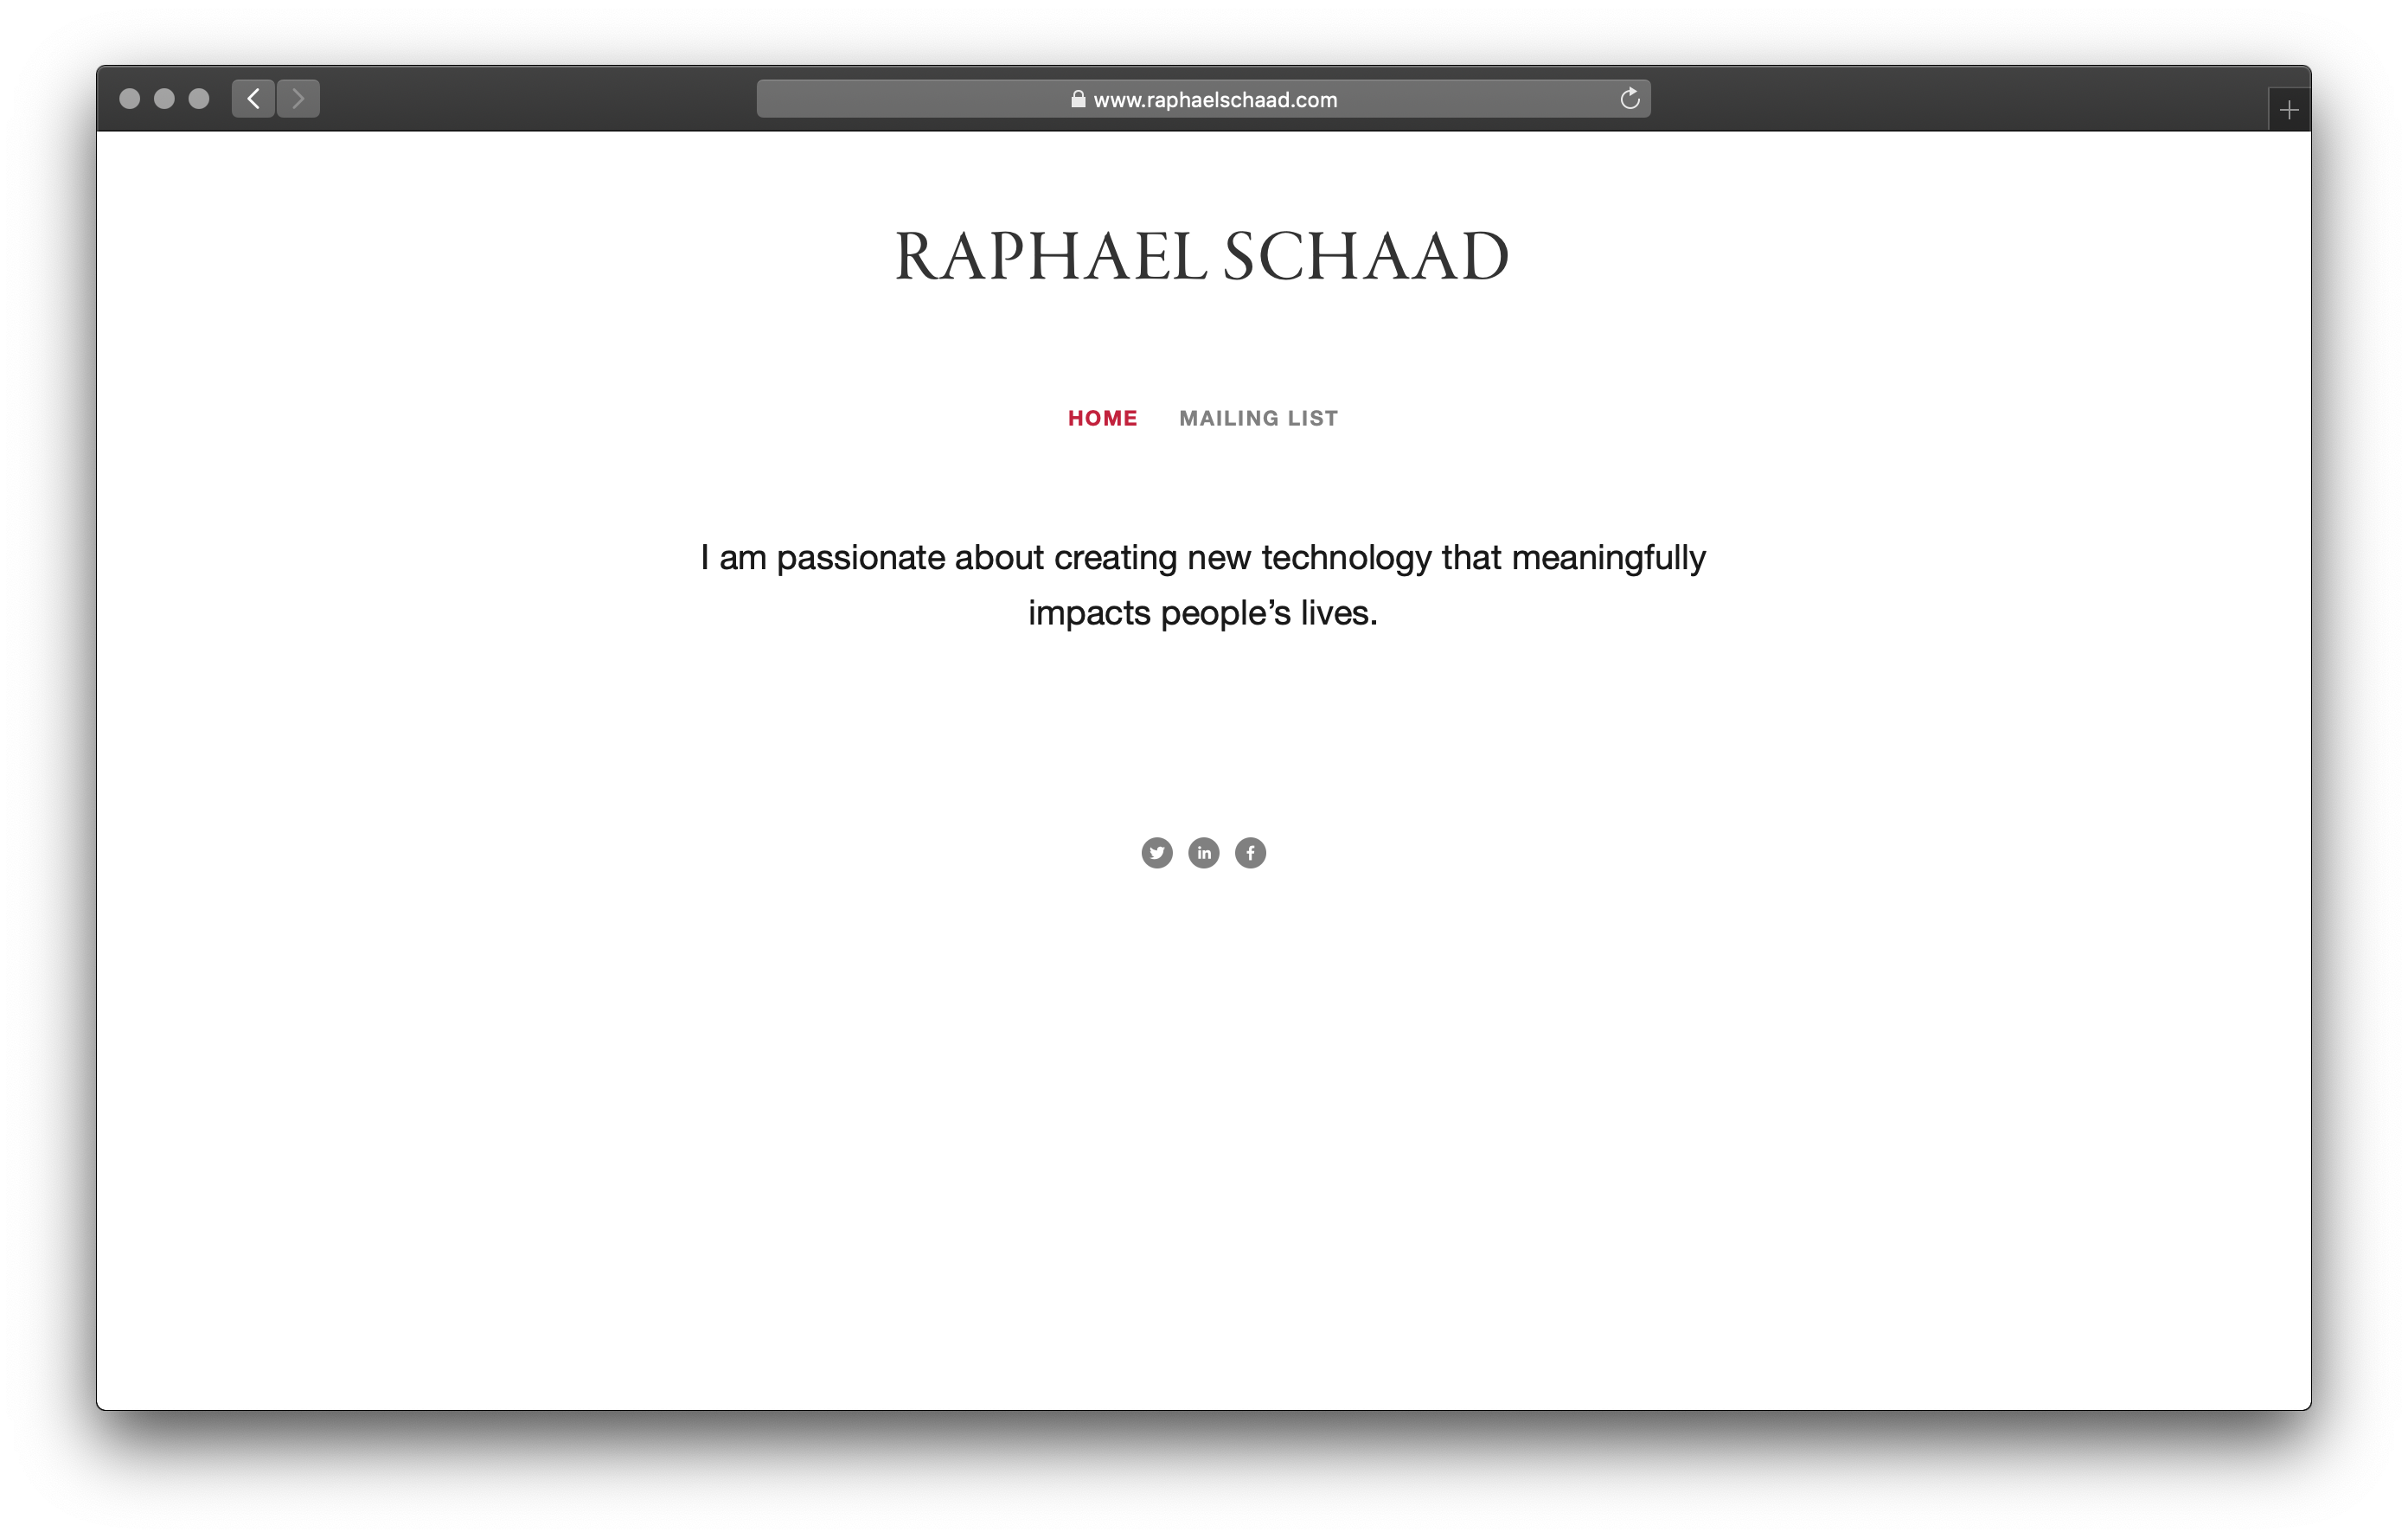 www.raphaelschaad.com
RAPHAEL SCHAAD
HOME MAILING LIST
I am passionate about creating new technology that meaningfully
impacts people’s lives.
in
f